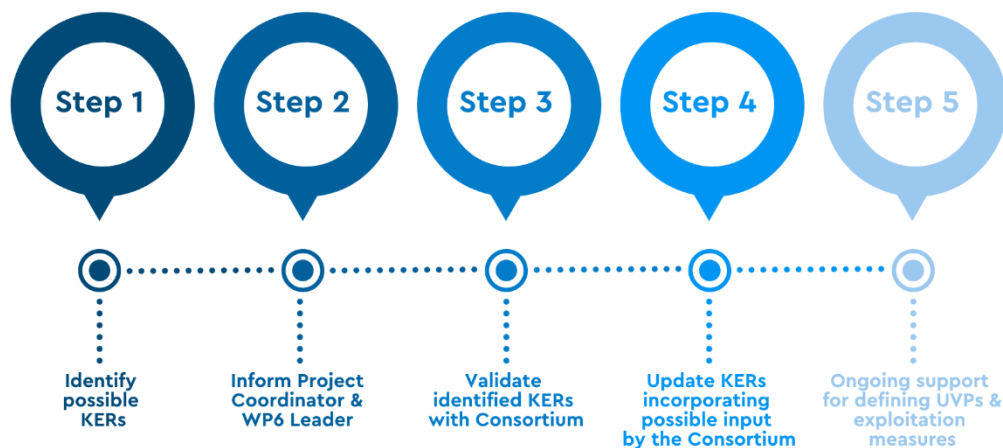 Step 1
Step 2
Step 3
Step 4
Step 5
Identify
possible
KERs
Inform Project
Coordinator &
WP6 Leader
Validate
identified KERs
with Consortium
Update KERs
incorporating
possible input
by the Consortium
Ongoing support
for defining UVPs &
exploitation
measures